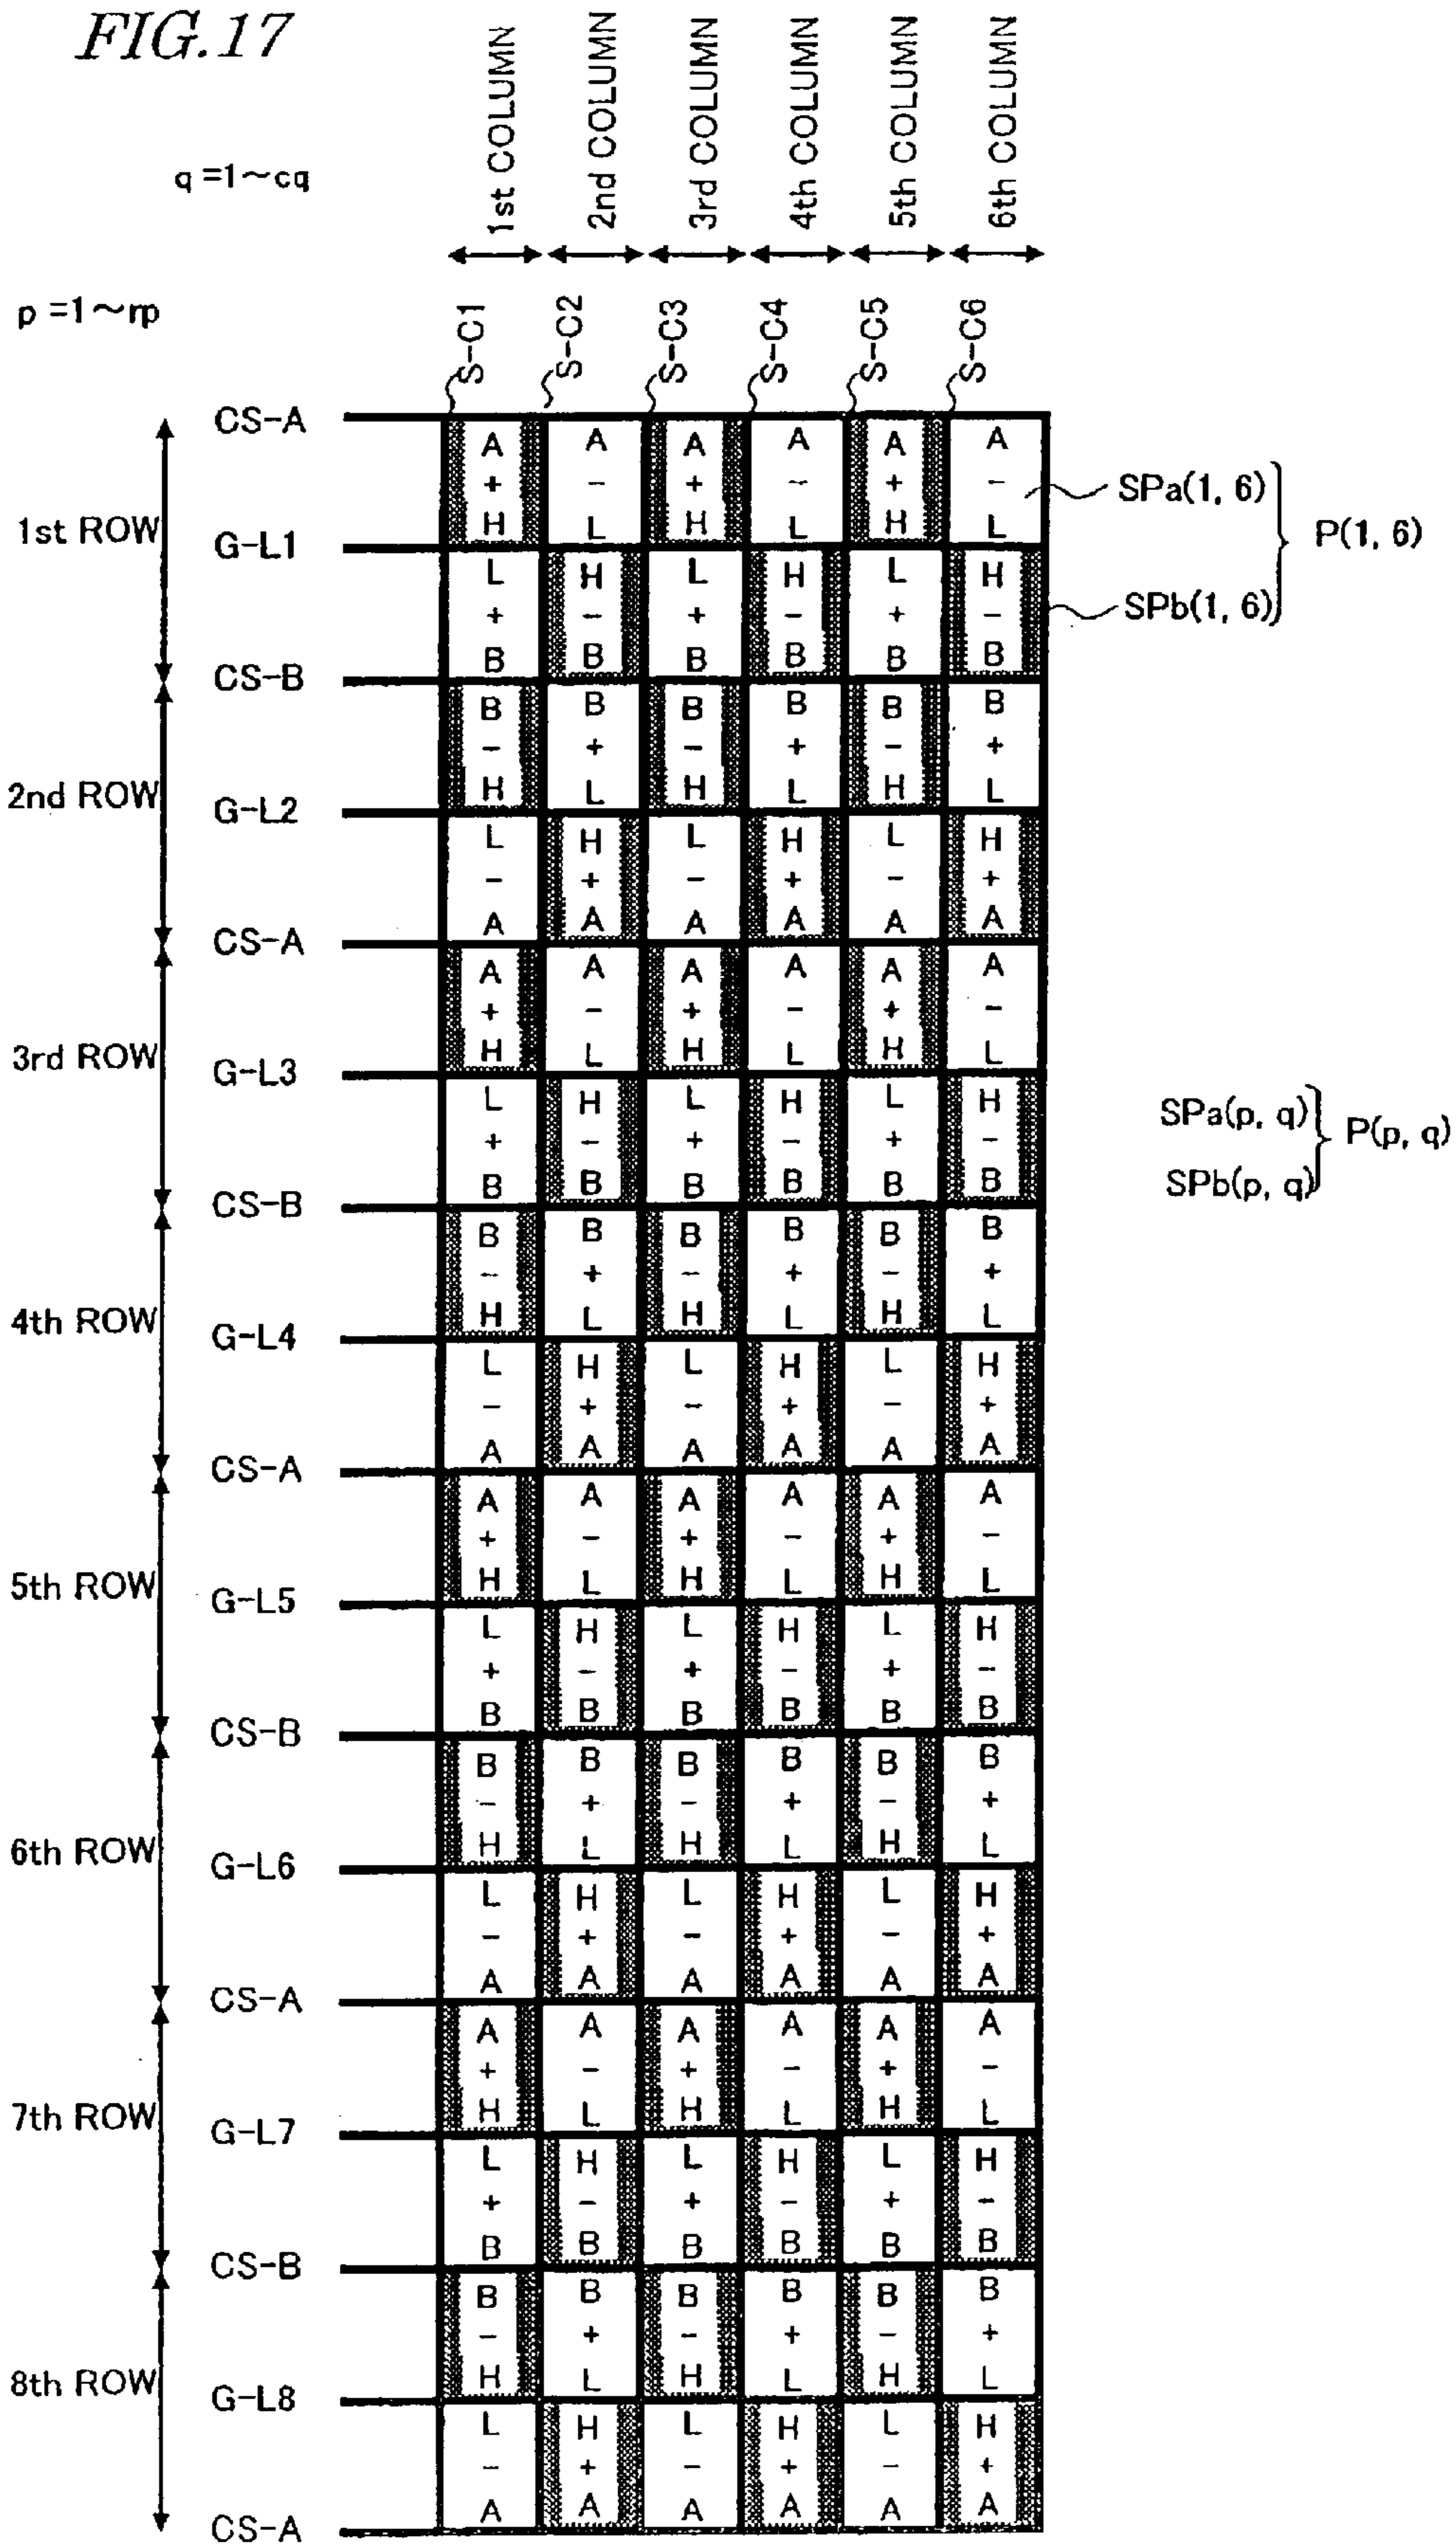 FIG.17
q =1～cq
1st COLUMN
2nd COLUMN
3rd COLUMN
4th COLUMN
5th COLUMN
6th COLUMN
p =1～rp
S-C1
S-C2
S-C3
S-C4
S-C5
S-C6
CS-A
A A A A A A
+ - + - + -
1st ROW
H L H L H L
SPa(1, 6)
P(1, 6)
G-L1
L H L H L H
+ - + - + -
B B B B B B
SPb(1, 6)
CS-B
B B B B B B
- + - + - +
2nd ROW
H L H L H L
G-L2
L H L H L H
- + - + - +
A A A A A A
CS-A
A A A A A A
+ - + - + -
3rd ROW
H L H L H L
G-L3
L H L H L H
+ - + - + -
B B B B B B
SPa(p, q)
P(p, q)
SPb(p, q)
CS-B
B B B B B B
- + - + - +
4th ROW
H L H L H L
G-L4
L H L H L H
- + - + - +
A A A A A A
CS-A
A A A A A A
+ - + - + -
5th ROW
H L H L H L
G-L5
L H L H L H
+ - + - + -
B B B B B B
CS-B
B B B B B B
- + - + - +
6th ROW
H L H L H L
G-L6
L H L H L H
- + - + - +
A A A A A A
CS-A
A A A A A A
+ - + - + -
7th ROW
H L H L H L
G-L7
L H L H L H
+ - + - + -
B B B B B B
CS-B
B B B B B B
- + - + - +
8th ROW
H L H L H L
G-L8
L H L H L H
- + - + - +
A A A A A A
CS-A